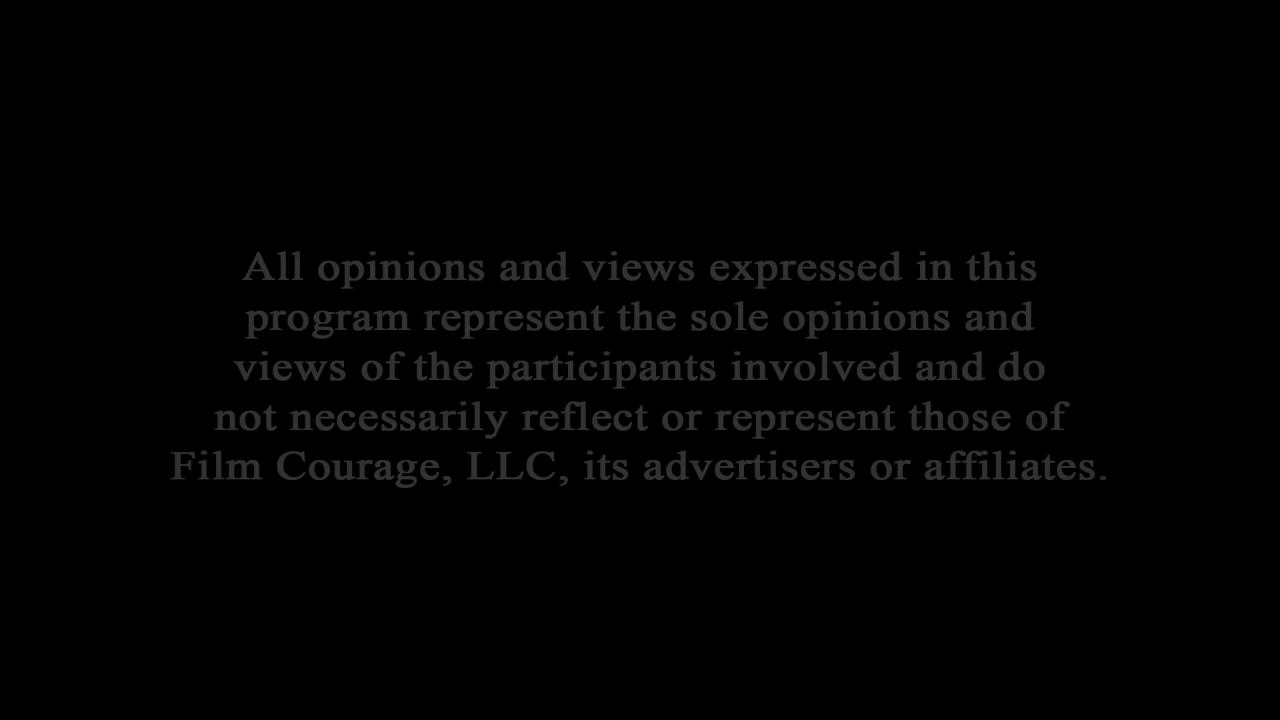 All opinions and views expressed in this
program represent the sole opinions and
views of the participants involved and do
not necessarily reflect or represent those of
Film Courage, LLC, its advertisers or affiliates.